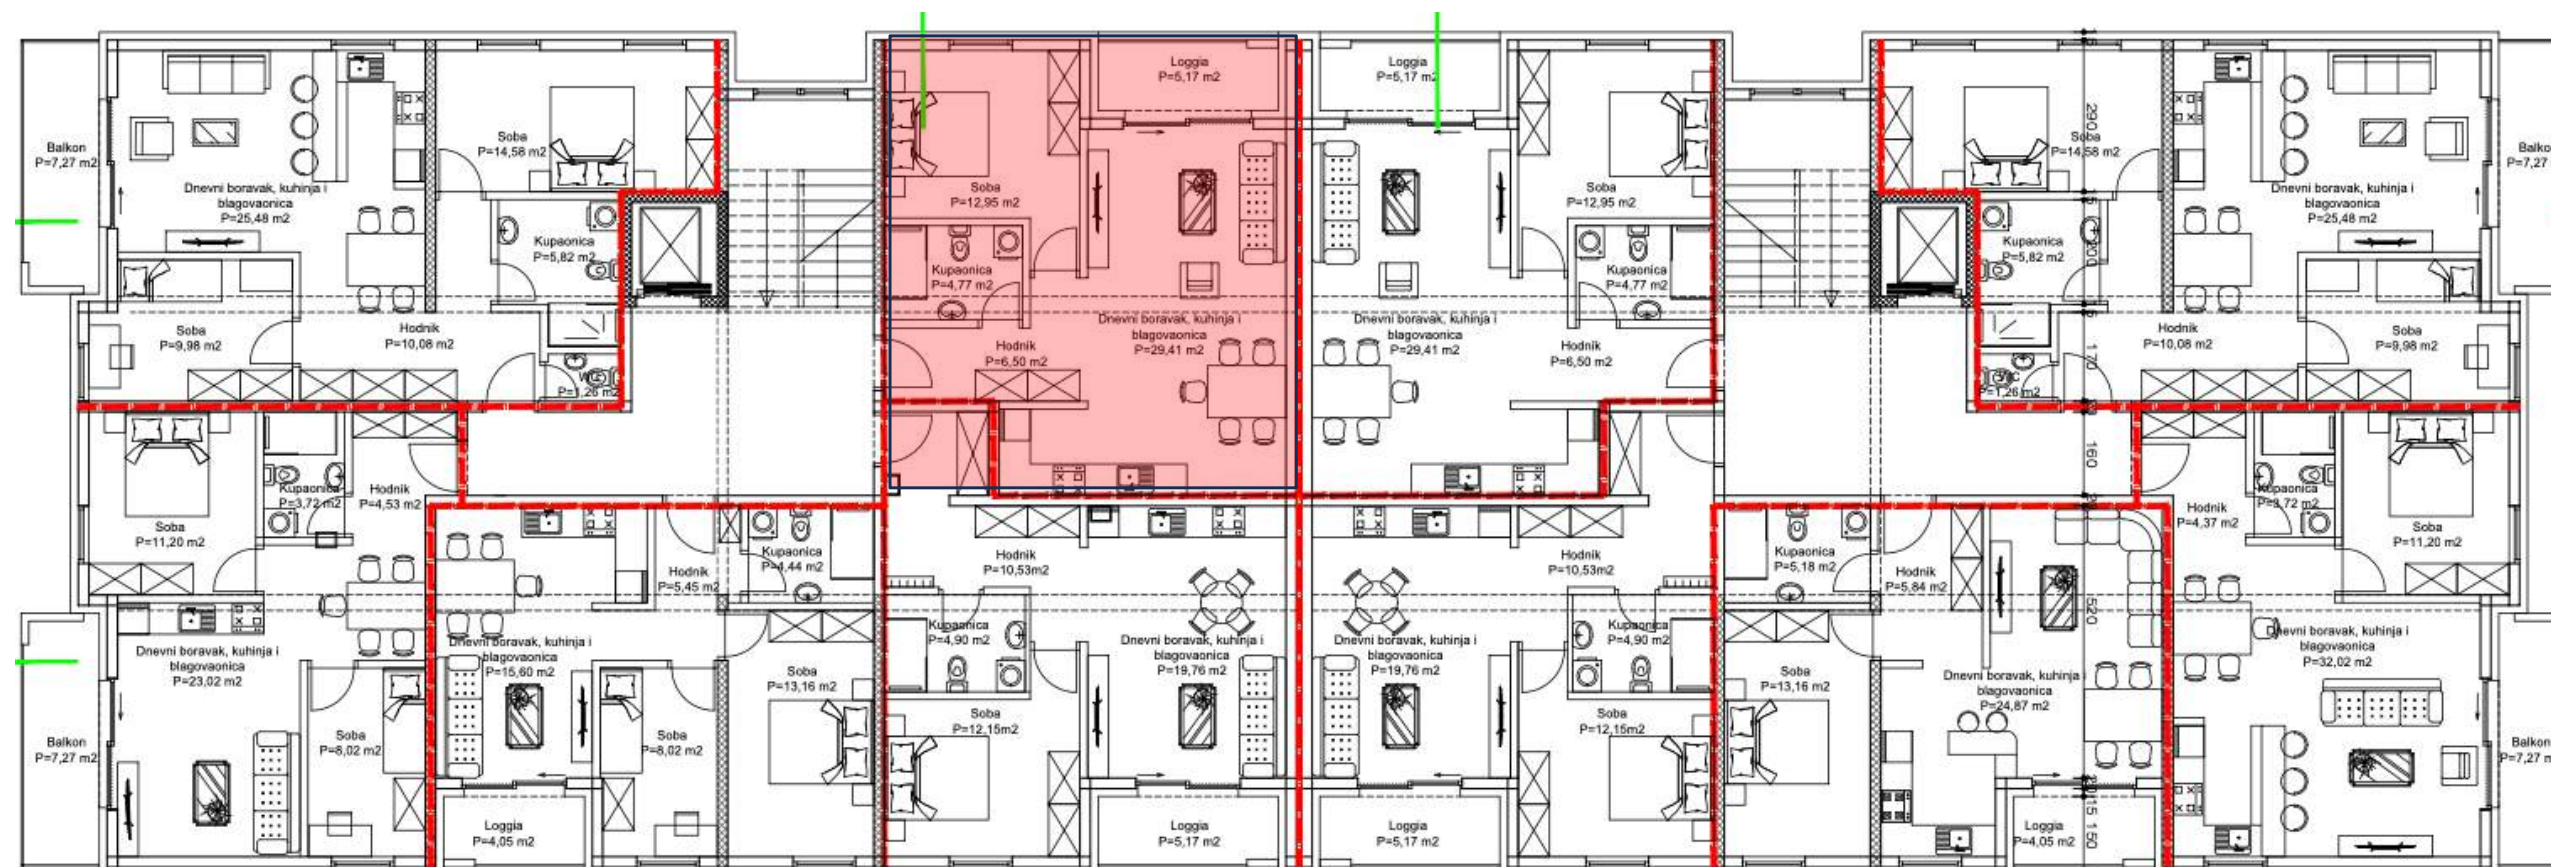 Balkon
P=7,27 m2
Dnevni boravak, kuhinja i
blagovaonica
P=25,48 m2
Soba
P=14,58 m2
Kupaonica
P=5,82 m2
Soba
P=9,98 m2
Hodnik
P=10,08 m2
P=1,26 m2
Soba
P=12,95 m2
Loggia
P=5,17 m2
Kupaonica
P=4,77 m2
Hodnik
P=6,50 m2
Dnevni boravak, kuhinja i
blagovaonica
P=29,41 m2
Loggia
P=5,17 m2
Soba
P=12,95 m2
Kupaonica
P=4,77 m2
Dnevni boravak, kuhinja i
blagovaonica
P=29,41 m2
Hodnik
P=6,50 m2
Soba
P=14,58 m2
Kupaonica
P=5,82 m2
Dnevni boravak, kuhinja i
blagovaonica
P=25,48 m2
Balko
P=7,27
Hodnik
P=10,08 m2
Soba
P=9,98 m2
WC
P=1,26 m2
290
170
160
520
150
Soba
P=11,20 m2
Kupaonica
P=3,72 m2
Hodnik
P=4,53 m2
Dnevni boravak, kuhinja i
blagovaonica
P=23,02 m2
Soba
P=8,02 m2
Balkon
P=7,27 m2
Hodnik
P=5,45 m2
Kupaonica
P=4,44 m2
Dnevni boravak, kuhinja i
blagovaonica
P=15,60 m2
Soba
P=8,02 m2
Soba
P=13,16 m2
Loggia
P=4,05 m2
Hodnik
P=10,53m2
Kupaonica
P=4,90 m2
Dnevni boravak, kuhinja i
blagovaonica
P=19,76 m2
Soba
P=12,15m2
Loggia
P=5,17 m2
Hodnik
P=10,53m2
Kupaonica
P=4,90 m2
Dnevni boravak, kuhinja i
blagovaonica
P=19,76 m2
Soba
P=12,15m2
Loggia
P=5,17 m2
Kupaonica
P=5,18 m2
Hodnik
P=5,84 m2
Soba
P=13,16 m2
Dnevni boravak, kuhinja
blagovaonica
P=24,87 m2
Loggia
P=4,05 m2
Hodnik
P=4,37 m2
Kupaonica
P=3,72 m2
Soba
P=11,20 m2
Dnevni boravak, kuhinja i
blagovaonica
P=32,02 m2
Balkon
P=7,27 m